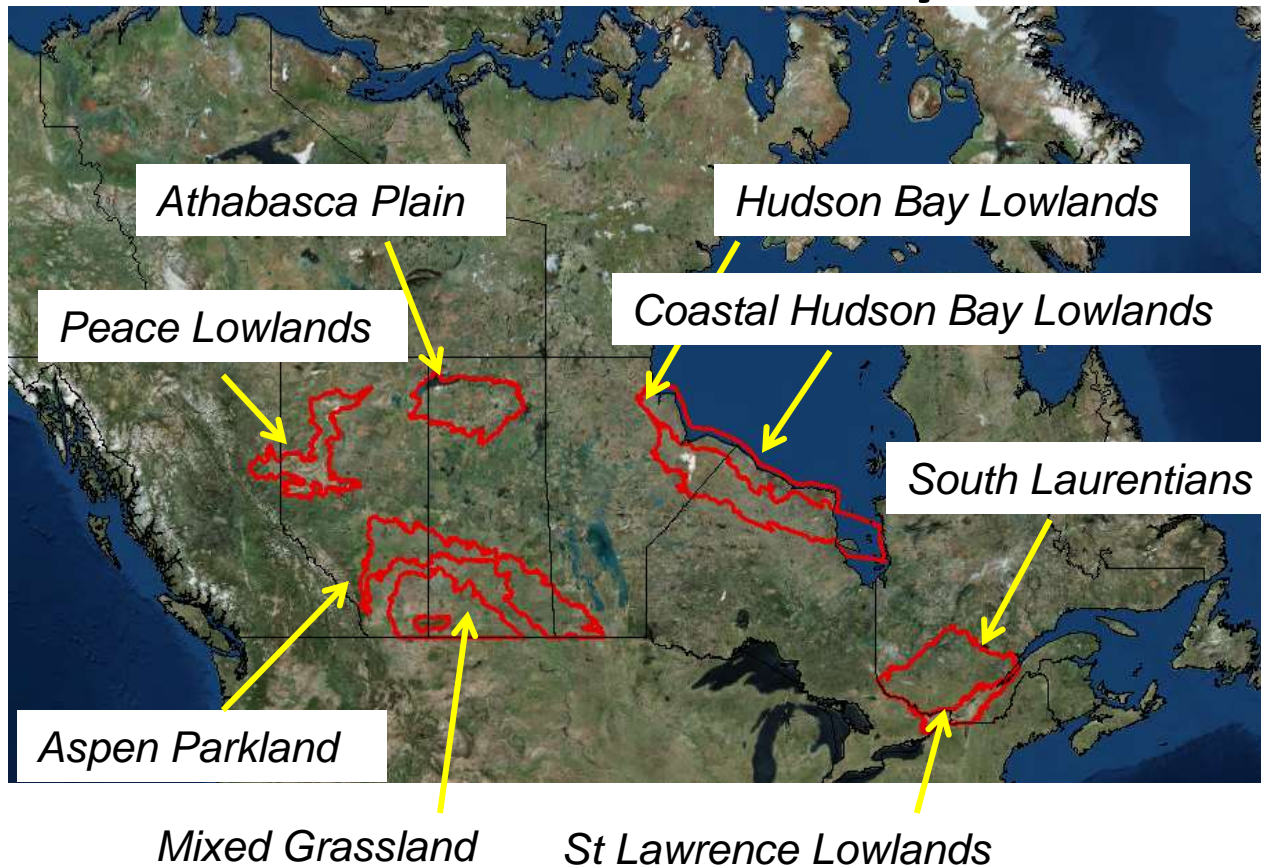 Athabasca Plain
Hudson Bay Lowlands
Peace Lowlands
Coastal Hudson Bay Lowlands
South Laurentians
Aspen Parkland
Mixed Grassland
St Lawrence Lowlands